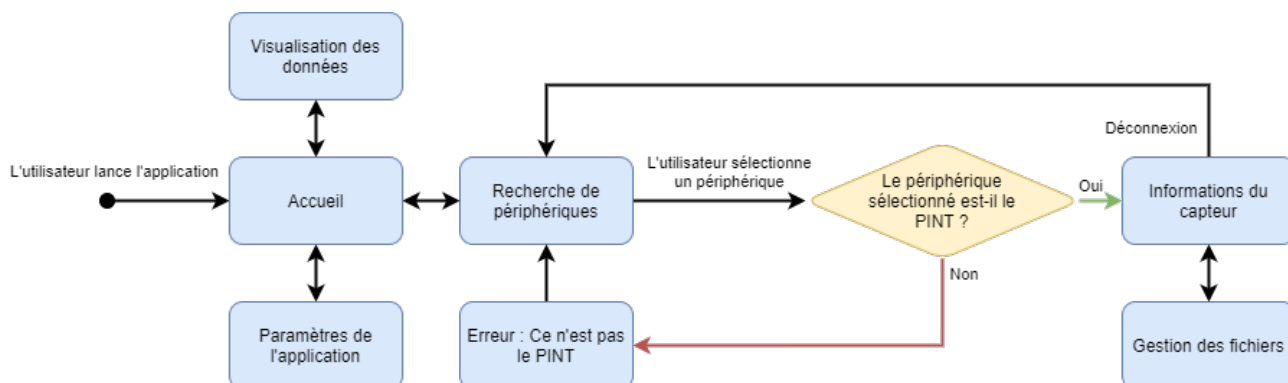 Visualisation des
données
L'utilisateur lance l'application
Accueil
Recherche de
périphériques
L'utilisateur sélectionne
un périphérique
Le périphérique
sélectionné est-il le
PINT ?
Oui
Déconnexion
Informations du
capteur
Non
Paramètres de
l'application
Erreur : Ce n'est pas
le PINT
Gestion des fichiers